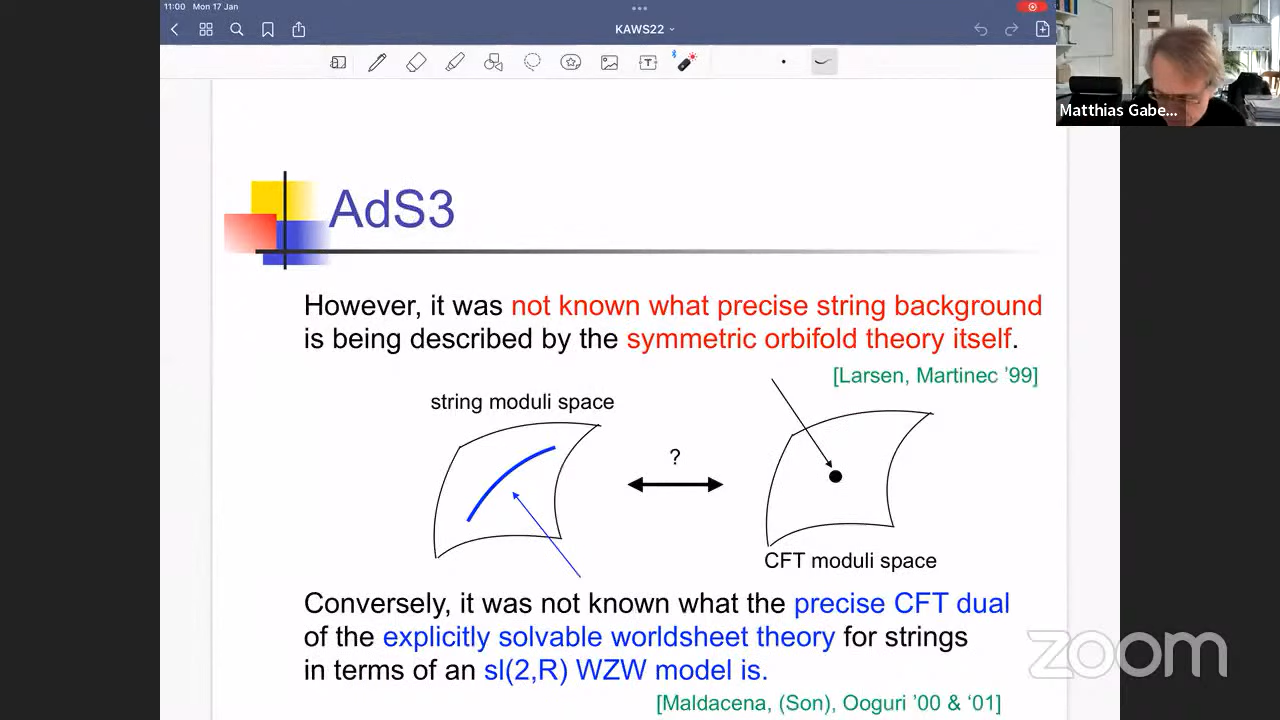 11:00 Mon 17 Jan
KAWS22
Matthias Gabe...
AdS3
However, it was not known what precise string background
is being described by the symmetric orbifold theory itself.
[Larsen, Martinec ’99]
string moduli space
?
CFT moduli space
Conversely, it was not known what the precise CFT dual
of the explicitly solvable worldsheet theory for strings
in terms of an sl(2,R) WZW model is.
[Maldacena, (Son), Ooguri ’00 & ‘01]
zoom